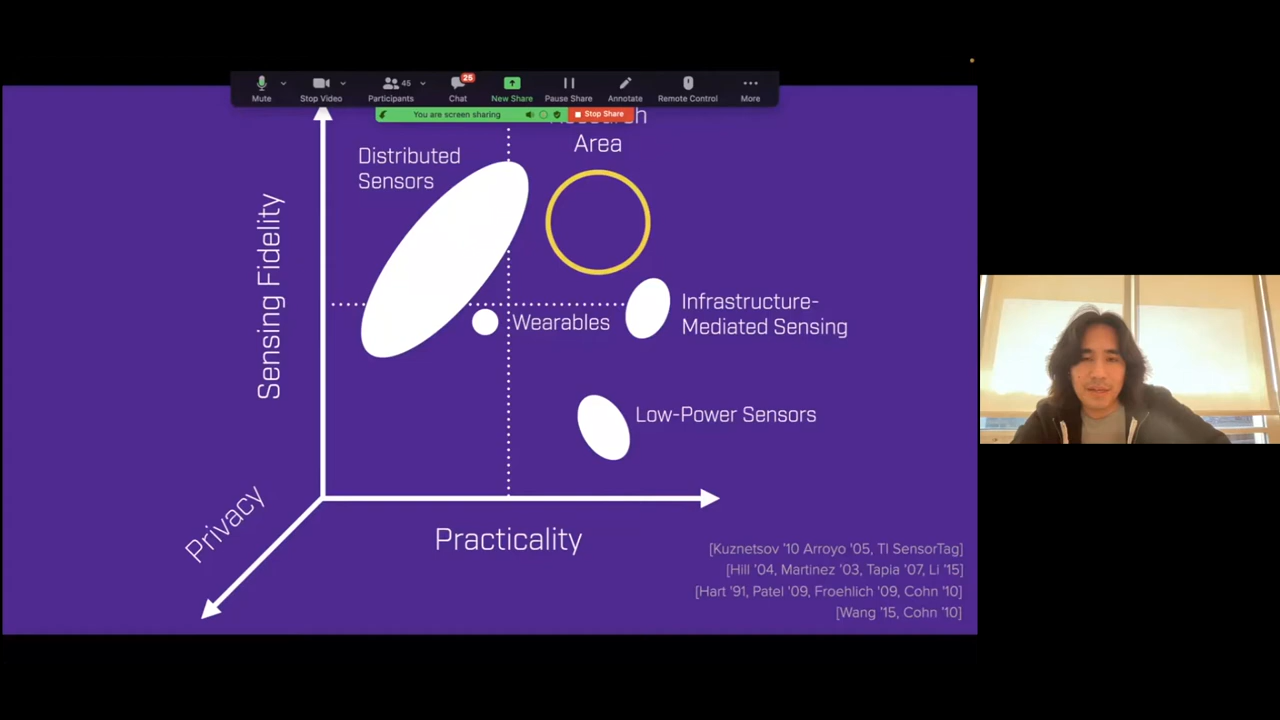 Mute
Stop Video
Participants
45
Chat
25
New Share
Pause Share
Annotate
Remote Control
More
You are screen sharing
Stop Share
Research
Area
Distributed
Sensors
Sensing Fidelity
Infrastructure-
Mediated Sensing
Wearables
Low-Power Sensors
Privacy
Practicality
[Kuznetsov '10 Arroyo '05, TI SensorTag]
[Hill '04, Martinez '03, Tapia '07, Li '15]
[Hart '91, Patel '09, Froehlich '09, Cohn '10]
[Wang '15, Cohn '10]